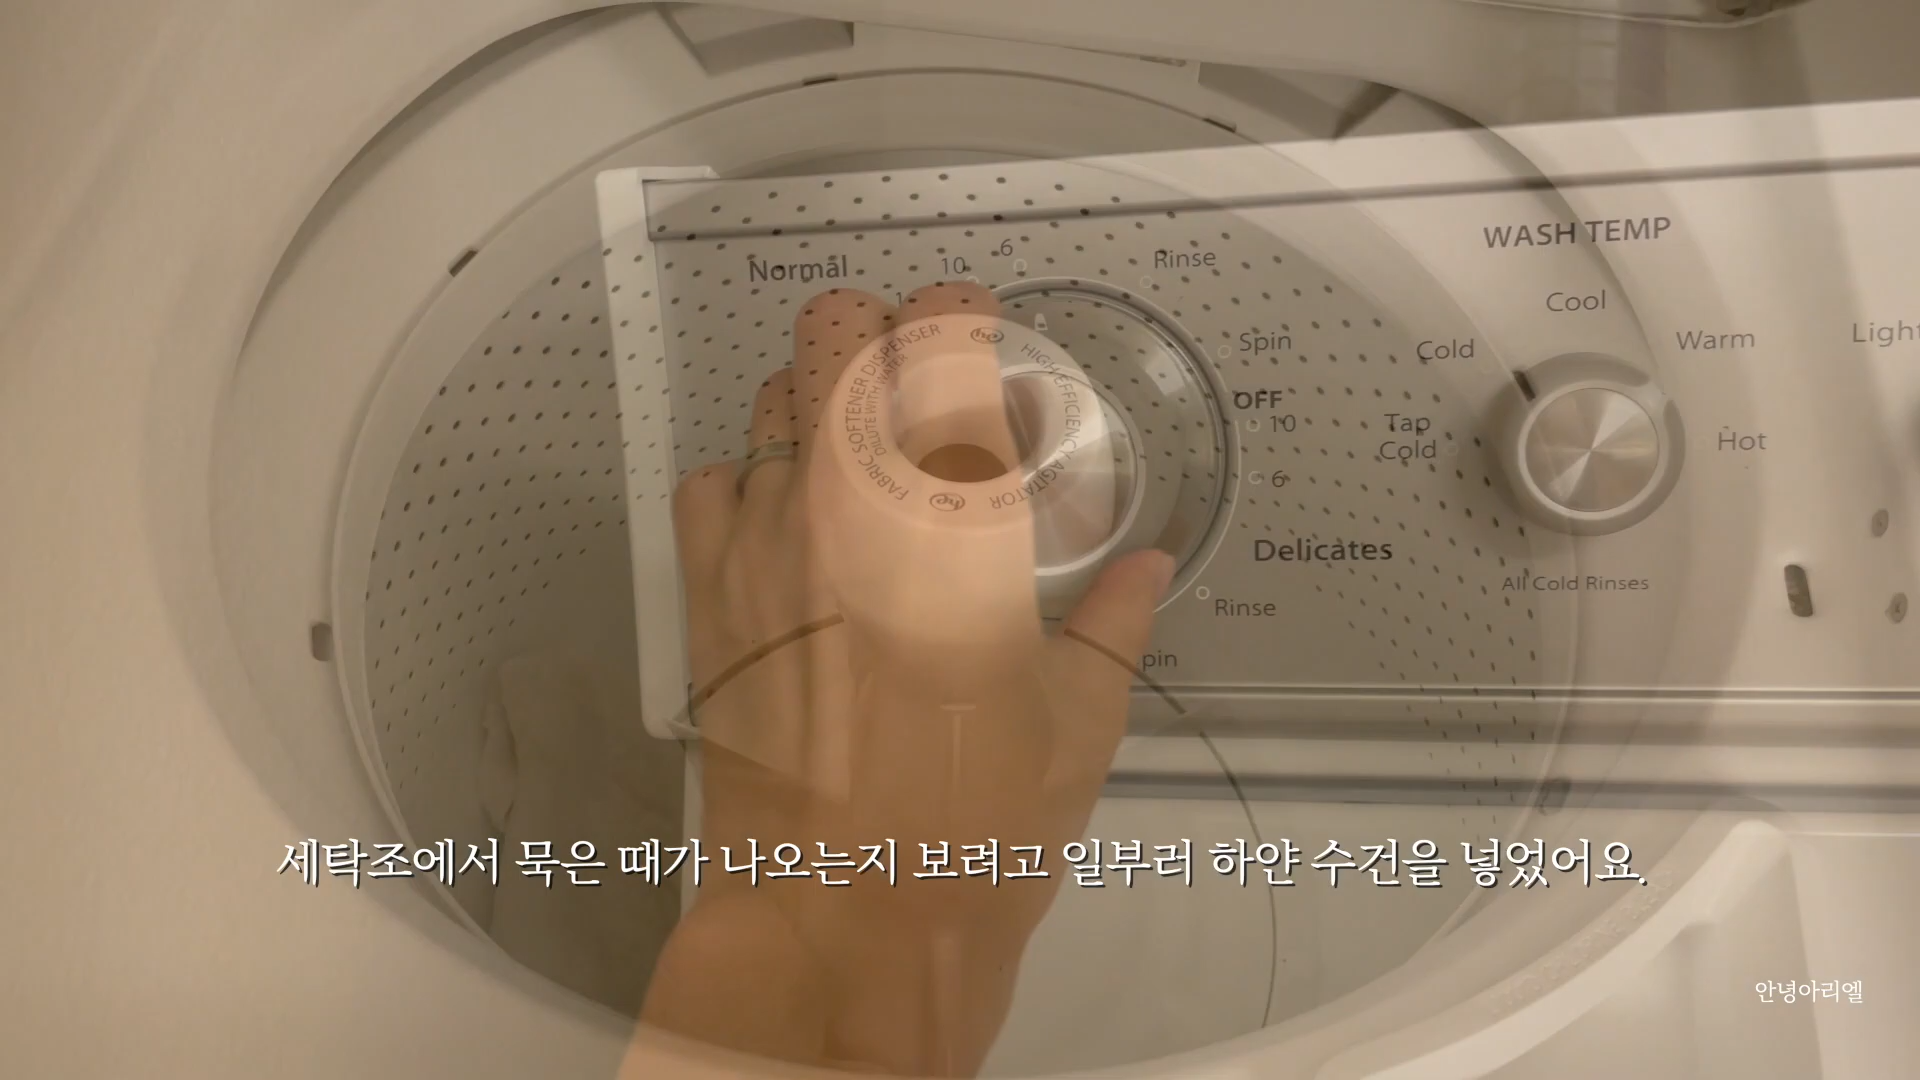 WASH TEMP
Normal
10
6
Rinse
Cool
Warm
Light
Spin
Cold
OFF
10
Tap
Cold
Hot
6
Delicates
All Cold Rinses
Rinse
FABRIC SOFTENER DISPENSER
DILUTE WITH WATER
he
HIGH EFFICIENCY AGITATOR
he
세탁조에서 묵은 때가 나오는지 보려고 일부러 하얀 수건을 넣었어요.
안녕아리엘